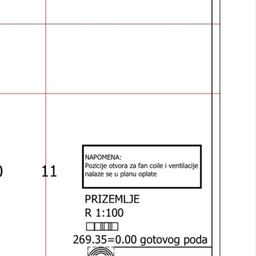 NAPOMENA:
Pozicije otvora za fan coile i ventilacije
nalaze se u planu oplate
11
PRIZEMLJE
R 1:100
269.35=0.00 gotovog poda